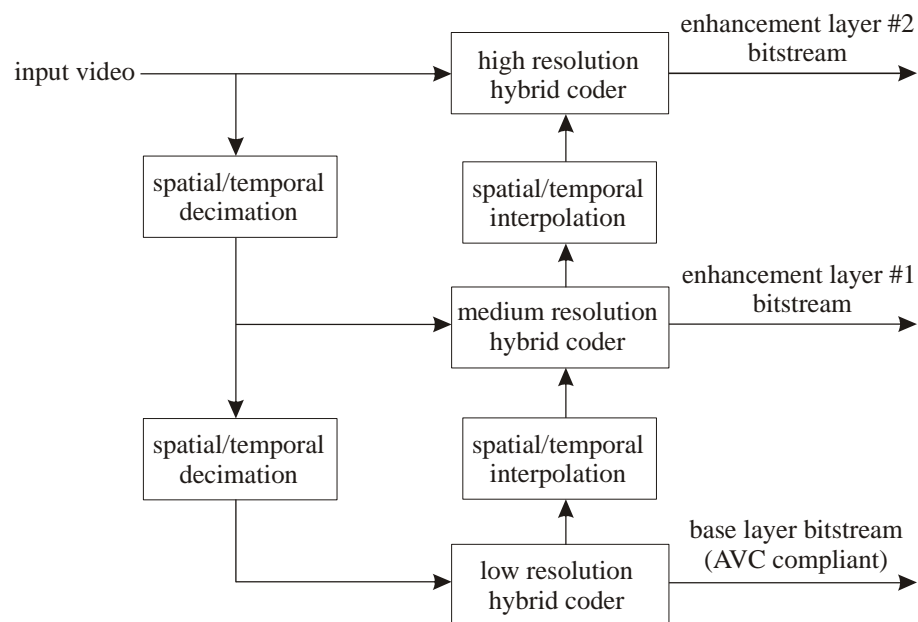 input video
high resolution
hybrid coder
enhancement layer #2
bitstream
spatial/temporal
decimation
spatial/temporal
interpolation
medium resolution
hybrid coder
enhancement layer #1
bitstream
spatial/temporal
decimation
spatial/temporal
interpolation
low resolution
hybrid coder
base layer bitstream
(AVC compliant)